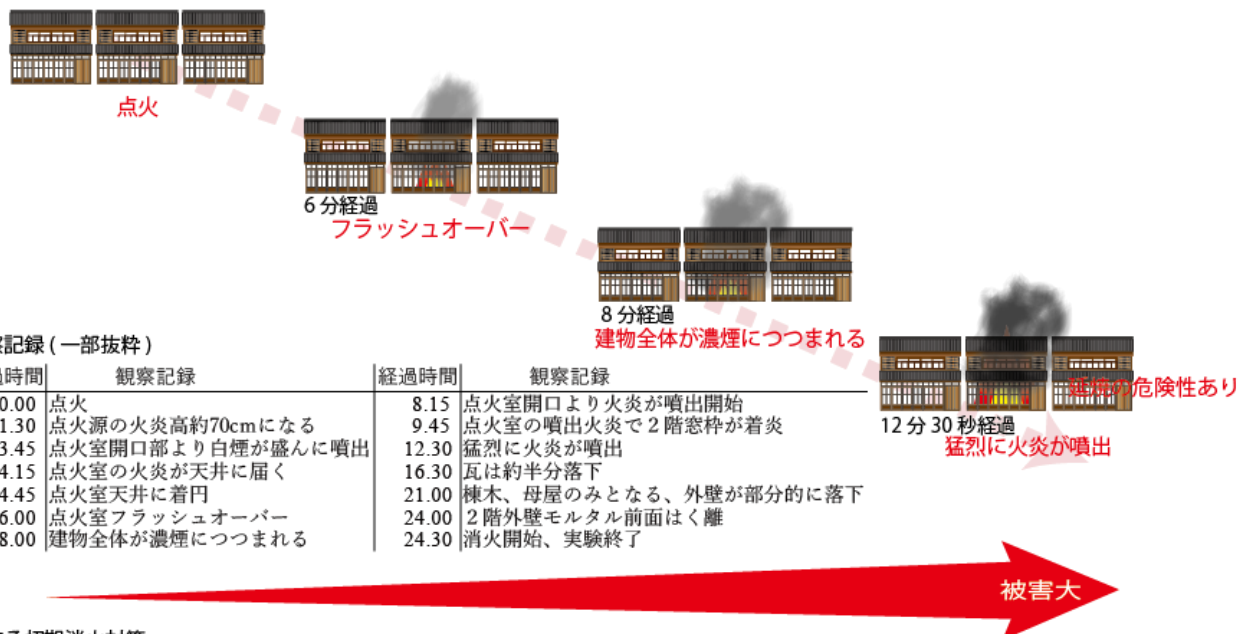 点火
6 分経過
フラッシュオーバー
8 分経過
建物全体が濃煙につつまれる
延焼の危険性あり
12 分 30 秒経過
猛烈に火炎が噴出
記録 ( 一部抜粋 )
時間 観察記録 経過時間 観察記録
0.00 点火 8.15 点火室開口より火炎が噴出開始
1.30 点火源の火炎高約70cmになる 9.45 点火室の噴出火炎で２階窓枠が着炎
3.45 点火室開口部より白煙が盛んに噴出 12.30 猛烈に火炎が噴出
4.15 点火室の火炎が天井に届く 16.30 瓦は約半分落下
4.45 点火室天井に着円 21.00 棟木、母屋のみとなる、外壁が部分的に落下
6.00 点火室フラッシュオーバー 24.00 ２階外壁モルタル前面はく離
8.00 建物全体が濃煙につつまれる 24.30 消火開始、実験終了
被害大